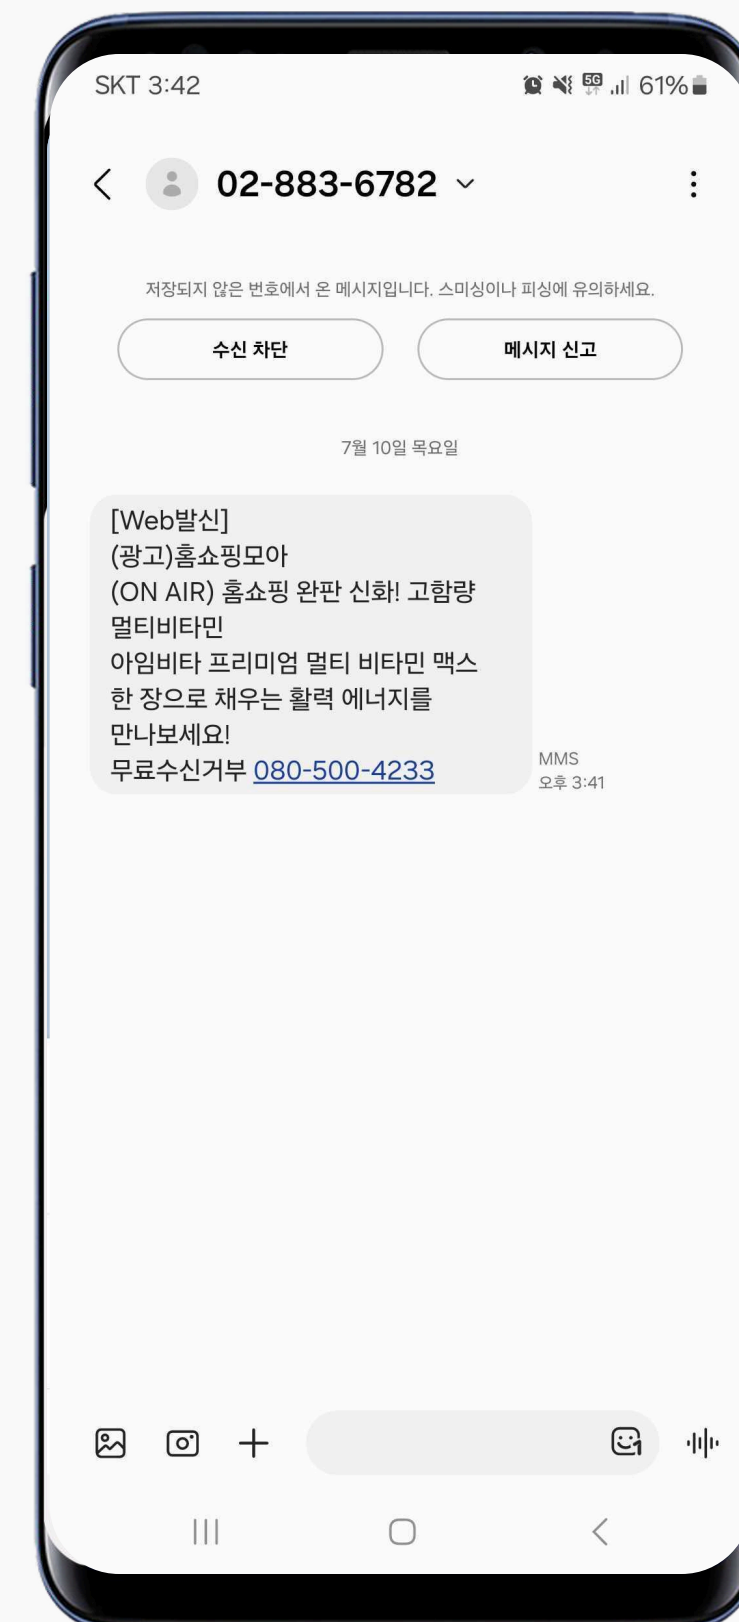 SKT 3:42
5G
61%
02-883-6782
저장되지 않은 번호에서 온 메시지입니다. 스미싱이나 피싱에 유의하세요.
수신 차단
메시지 신고
7월 10일 목요일
[Web발신]
(광고)홈쇼핑모아
(ON AIR) 홈쇼핑 완판 신화! 고함량
멀티비타민
아임비타 프리미엄 멀티 비타민 맥스
한 장으로 채우는 활력 에너지를
만나보세요!
무료수신거부 080-500-4233
MMS
오후 3:41